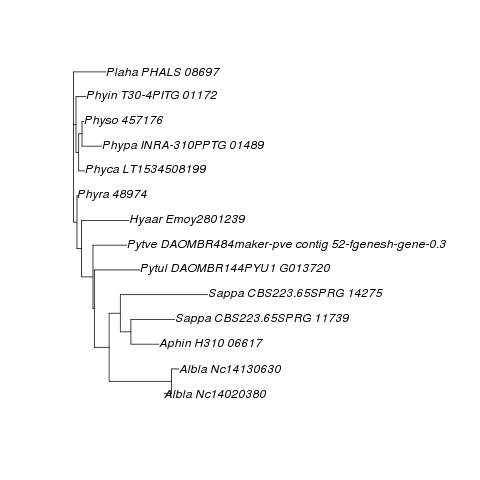 Plaha PHALS 08697
Phyin T30-4PITG 01172
Physo 457176
Phypa INRA-310PPTG 01489
Phyca LT1534508199
Phyra 48974
Hyaar Emoy2801239
Pytve DAOMBR484maker-pve contig 52-fgenesh-gene-0.3
Pytul DAOMBR144PYU1 G013720
Sappa CBS223.65SPRG 14275
Sappa CBS223.65SPRG 11739
Aphin H310 06617
Albla Nc14130630
Albla Nc14020380